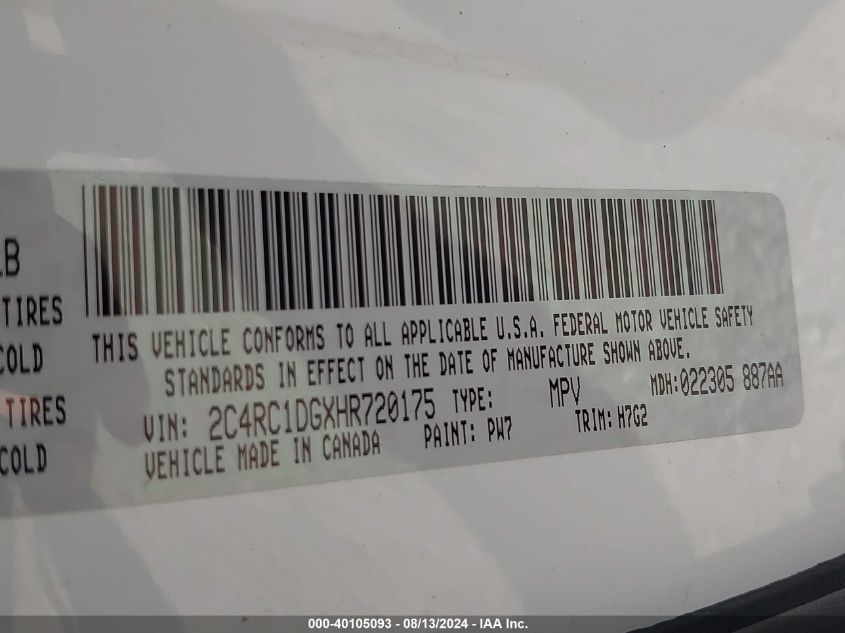 LB
TIRES
COLD
TIRES
COLD
THIS VEHICLE CONFORMS TO ALL APPLICABLE U.S.A. FEDERAL MOTOR VEHICLE SAFETY
STANDARDS IN EFFECT ON THE DATE OF MANUFACTURE SHOWN ABOVE.
VIN: 2C4RC1DGXHR720175 TYPE: MPV MDH:022305 887AA
VEHICLE MADE IN CANADA PAINT: PW7 TRIM: H7G2
000-40105093 - 08/13/2024 - IAA Inc.